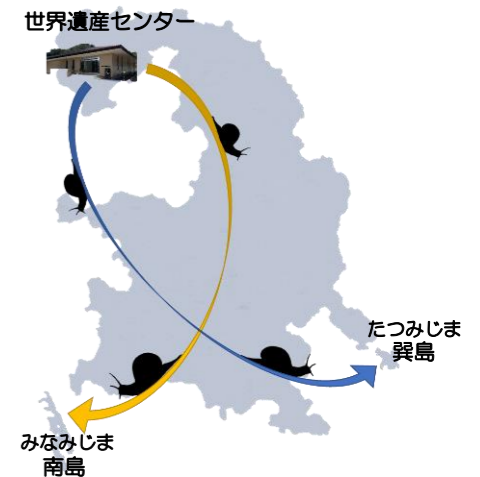 世界遺産センター
たつみじま
巽島
みなみじま
南島